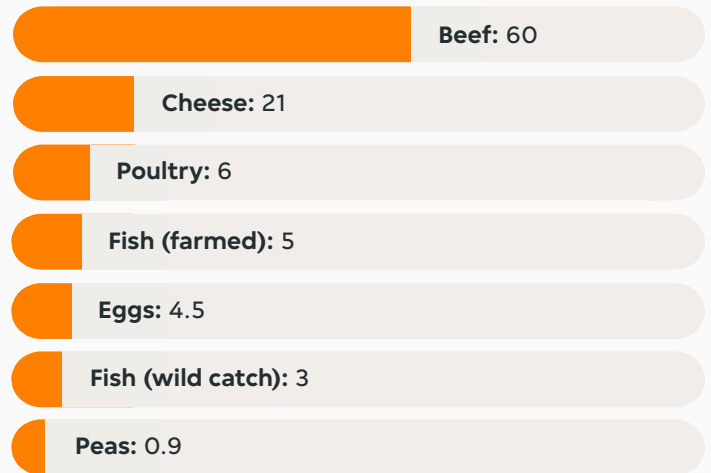 Beef: 60
Cheese: 21
Poultry: 6
Fish (farmed): 5
Eggs: 4.5
Fish (wild catch): 3
Peas: 0.9